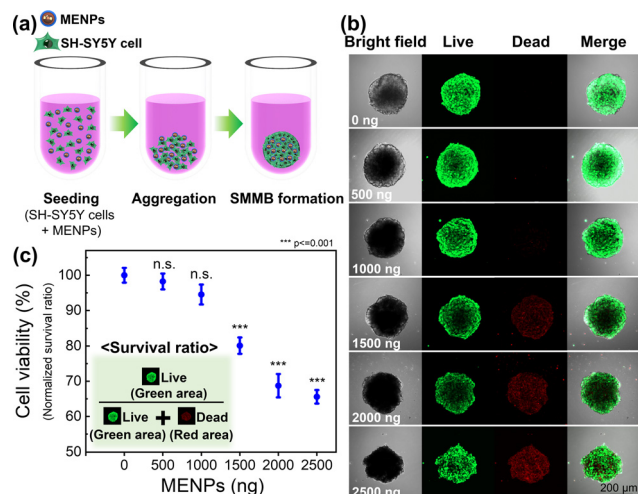 (a)
MENPs
SH-SY5Y cell
Seeding
(SH-SY5Y cells
+ MENPs)
Aggregation
SMMB formation
(b)
Bright field Live Dead Merge
0 ng
500 ng
1000 ng
1500 ng
2000 ng
2500 ng
200 μm
(c)
*** p<=0.001
Cell viability (%)
(Normalized survival ratio)
100
90
80
70
60
50
n.s.
n.s.
***
***
***
<Survival ratio>
Live
(Green area)
Live + Dead
(Green area) (Red area)
0 500 1000 1500 2000 2500
MENPs (ng)